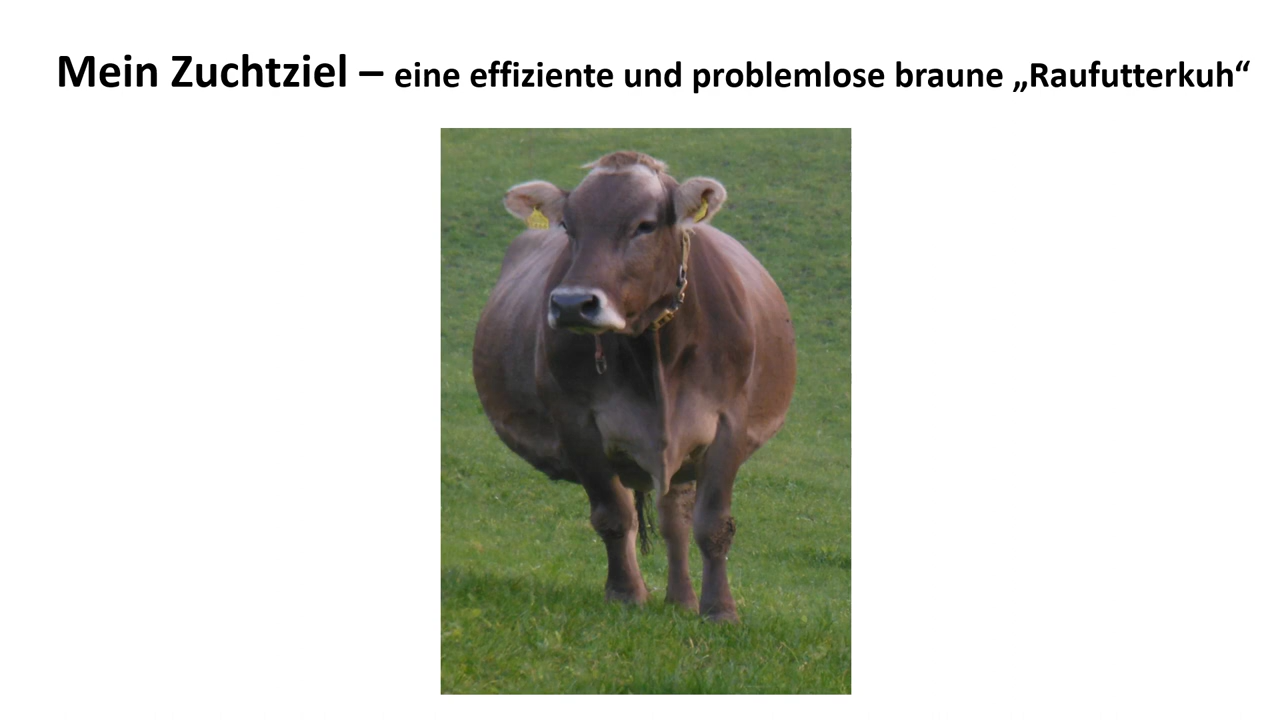 Mein Zuchtziel – eine effiziente und problemlose braune „Raufutterkuh“